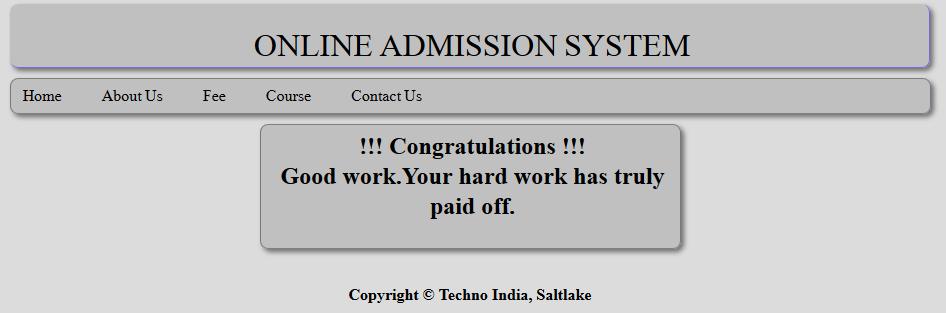 ONLINE ADMISSION SYSTEM
Home About Us Fee Course Contact Us
!!! Congratulations !!!
Good work.Your hard work has truly
paid off.
Copyright © Techno India, Saltlake